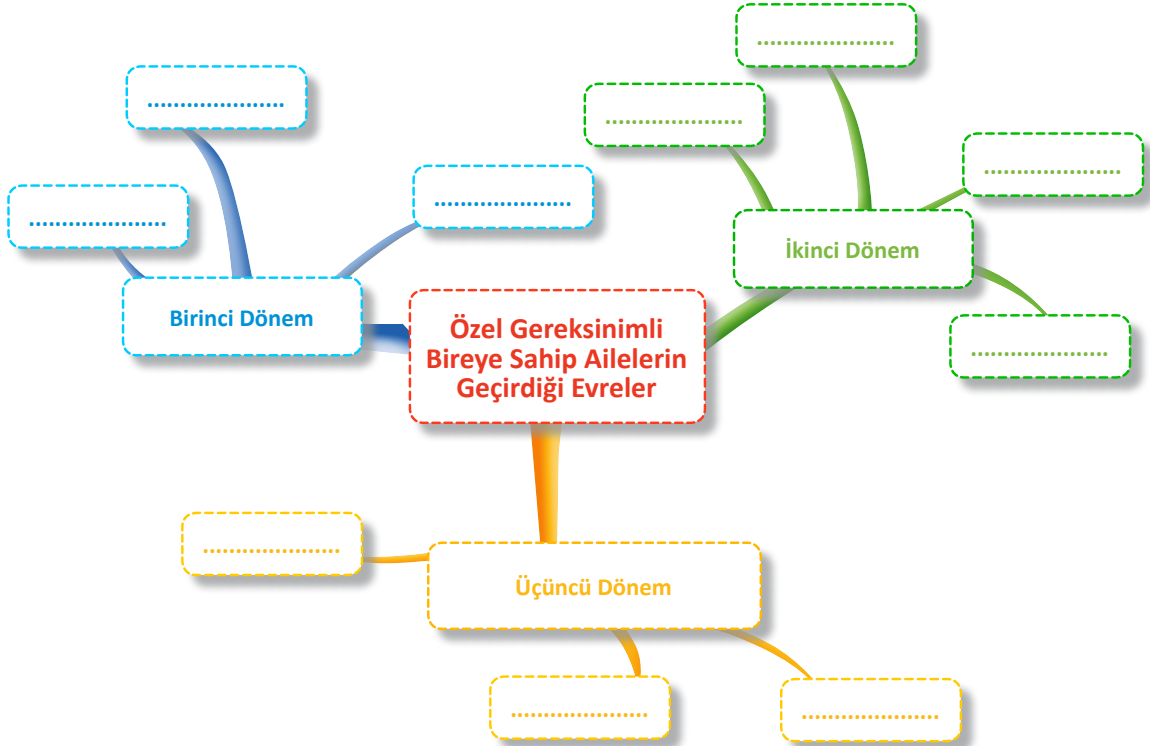 .....................
.....................
.....................
.....................
.....................
.....................
.....................
İkinci Dönem
Birinci Dönem
Özel Gereksinimli
Bireye Sahip Ailelerin
Geçirdiği Evreler
.....................
Üçüncü Dönem
.....................
.....................